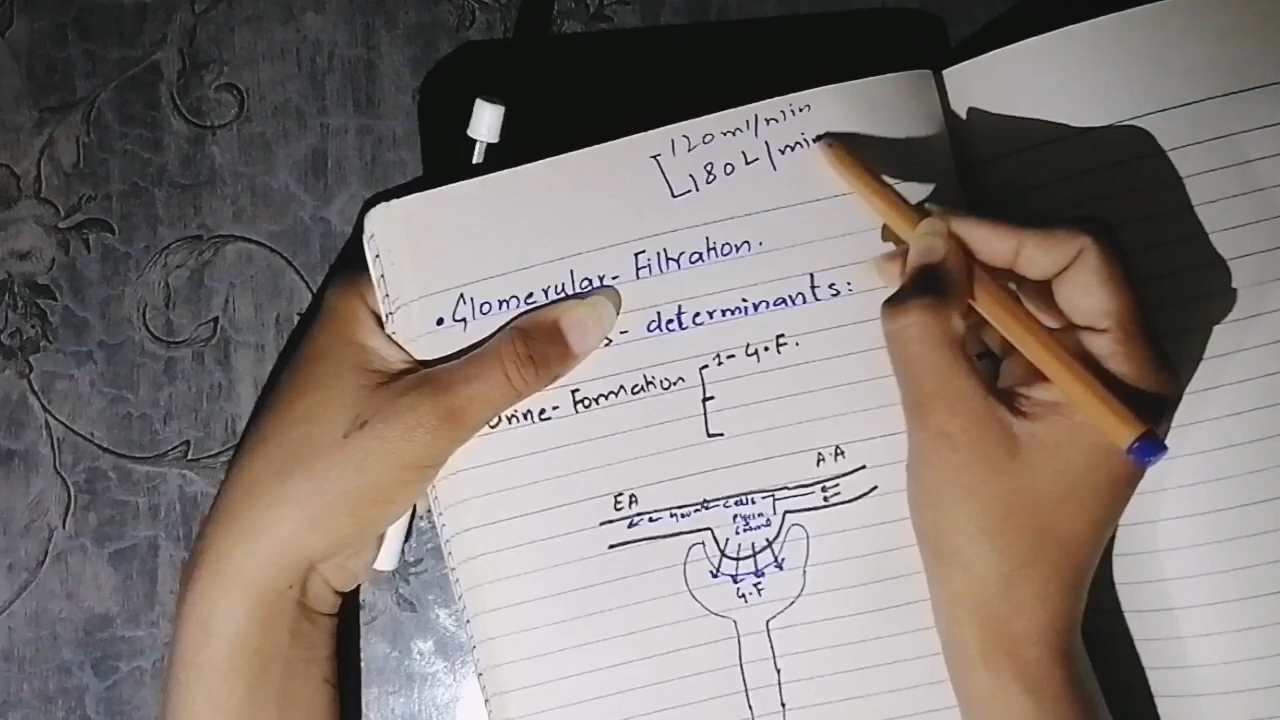 120ml/min
180L/min
•Glomerular-Filtration.
- determinants:
Urine-Formation
1- G.F.
A.A
EA
cells
G.F